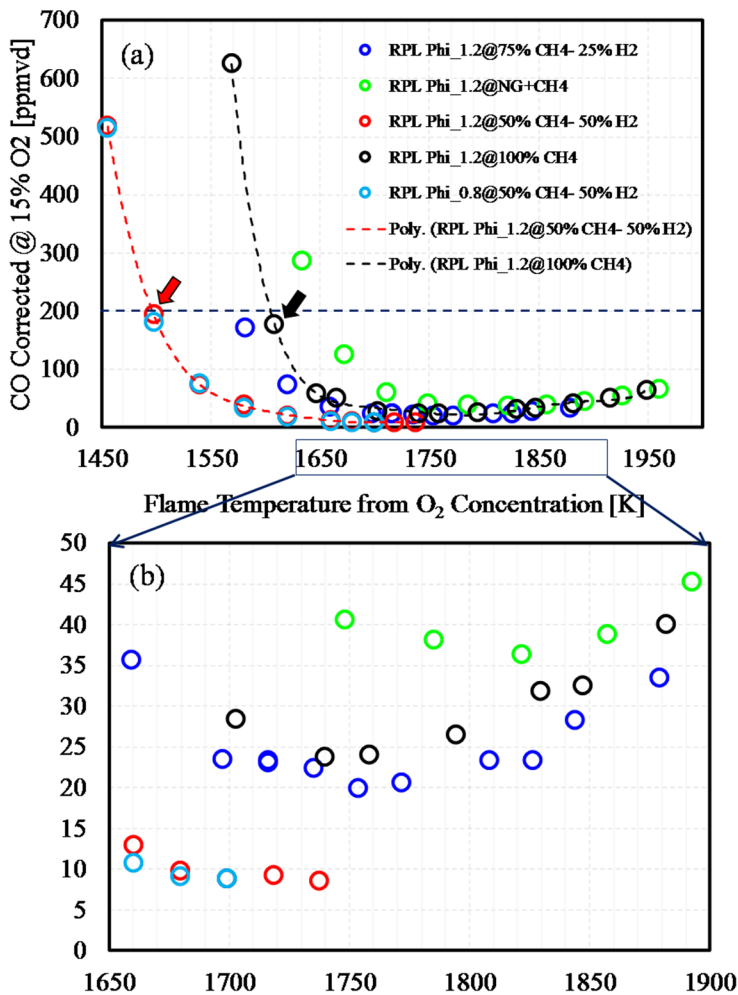 700
600
500
400
300
200
100
0
CO Corrected @ 15% O2 [ppmvd]
(a)
RPL Phi_1.2@75% CH4- 25% H2
RPL Phi_1.2@NG+CH4
RPL Phi_1.2@50% CH4- 50% H2
RPL Phi_1.2@100% CH4
RPL Phi_0.8@50% CH4- 50% H2
Poly. (RPL Phi_1.2@50% CH4- 50% H2)
Poly. (RPL Phi_1.2@100% CH4)
1450 1550 1650 1750 1850 1950
Flame Temperature from O₂ Concentration [K]
50
45
40
35
30
25
20
15
10
5
0
(b)
1650 1700 1750 1800 1850 1900